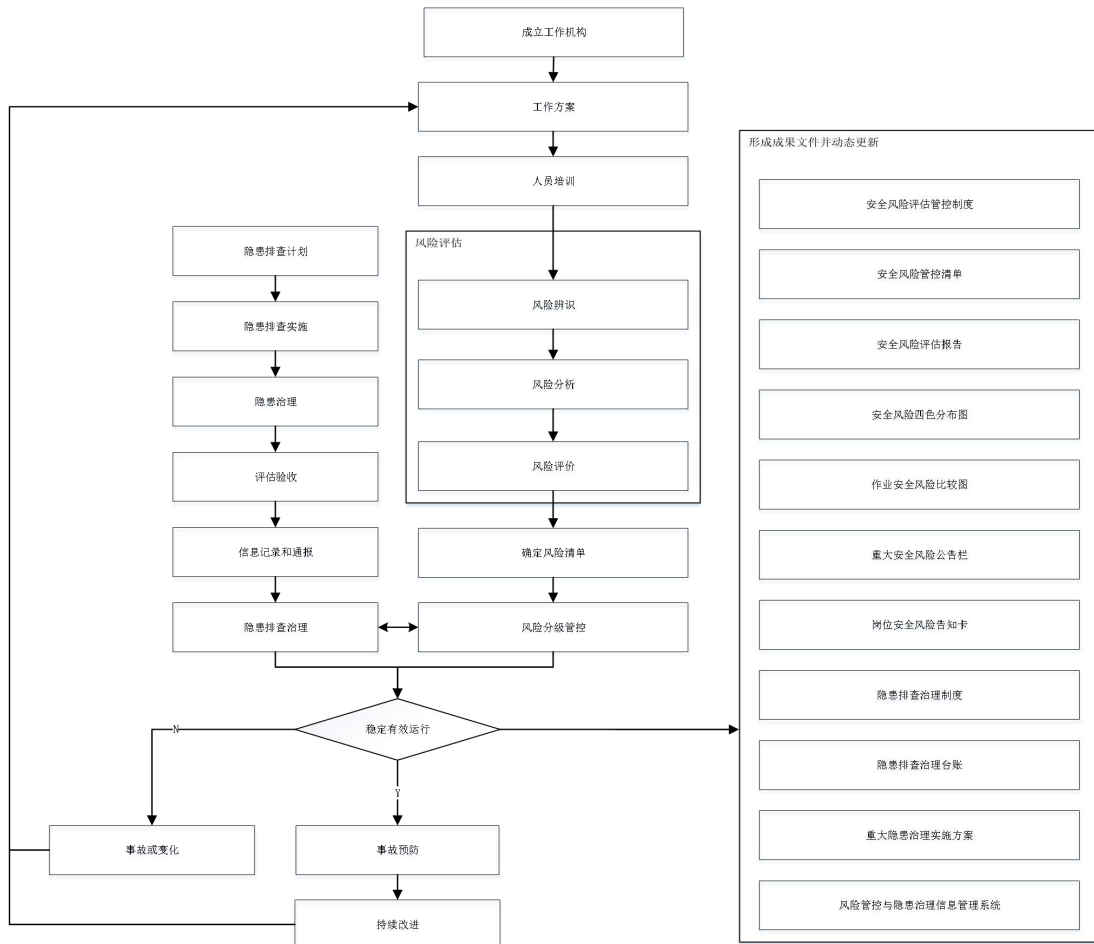 成立工作机构
工作方案
人员培训
隐患排查计划
隐患排查实施
隐患治理
评估验收
信息记录和通报
隐患排查治理
风险评估
风险辨识
风险分析
风险评价
确定风险清单
风险分级管控
稳定有效运行
N
Y
事故或变化
事故预防
持续改进
形成成果文件并动态更新
安全风险评估管控制度
安全风险管控清单
安全风险评估报告
安全风险四色分布图
作业安全风险比较图
重大安全风险公告栏
岗位安全风险告知卡
隐患排查治理制度
隐患排查治理台账
重大隐患治理实施方案
风险管控与隐患治理信息管理系统